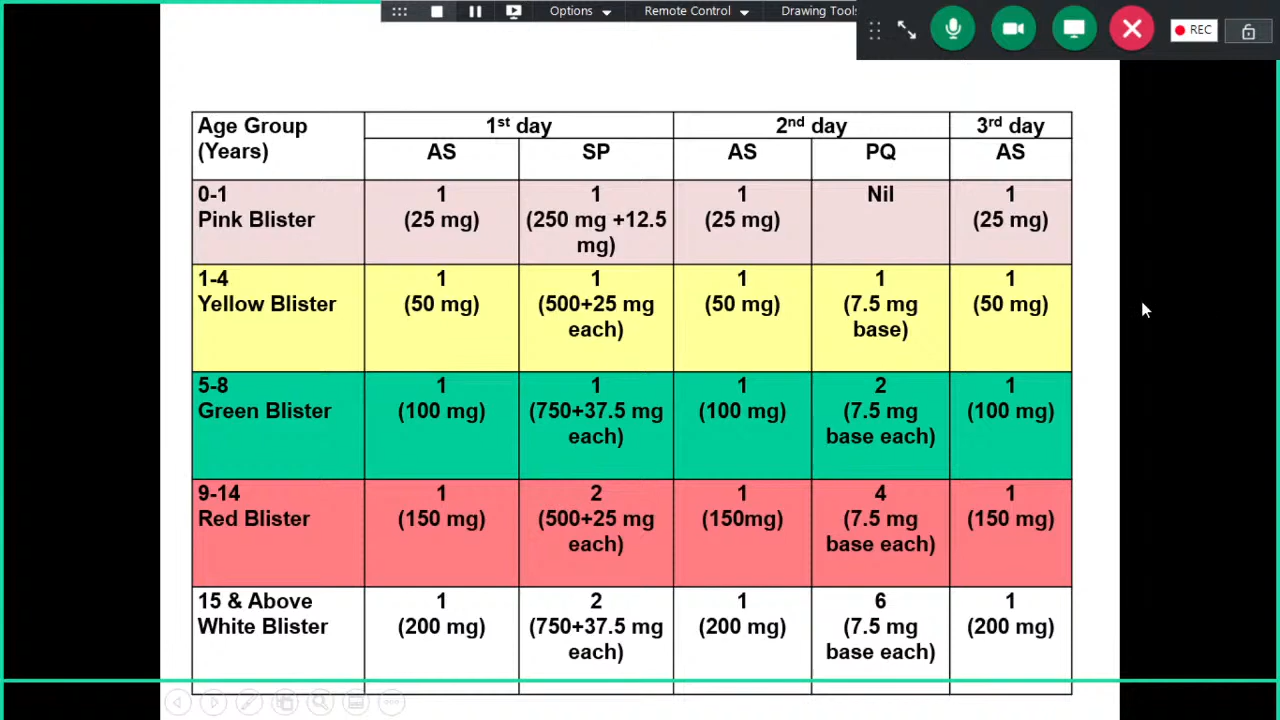 Options
Remote Control
Drawing Tools
REC
Age Group (Years) 1st day 2nd day 3rd day
AS SP AS PQ AS
0-1 Pink Blister 1 (25 mg) 1 (250 mg +12.5 mg) 1 (25 mg) Nil 1 (25 mg)
1-4 Yellow Blister 1 (50 mg) 1 (500+25 mg each) 1 (50 mg) 1 (7.5 mg base) 1 (50 mg)
5-8 Green Blister 1 (100 mg) 1 (750+37.5 mg each) 1 (100 mg) 2 (7.5 mg base each) 1 (100 mg)
9-14 Red Blister 1 (150 mg) 2 (500+25 mg each) 1 (150mg) 4 (7.5 mg base each) 1 (150 mg)
15 & Above White Blister 1 (200 mg) 2 (750+37.5 mg each) 1 (200 mg) 6 (7.5 mg base each) 1 (200 mg)